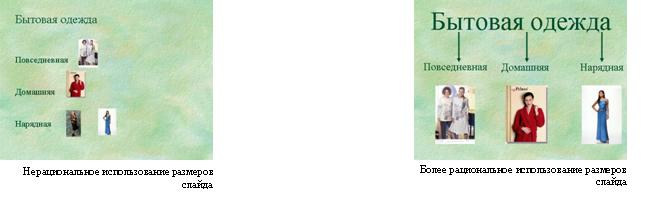 Бытовая одежда
Повседневная
Домашняя
Нарядная
Нерациональное использование размеров
слайда
Бытовая одежда
Повседневная Домашняя Нарядная
Более рациональное использование размеров
слайда